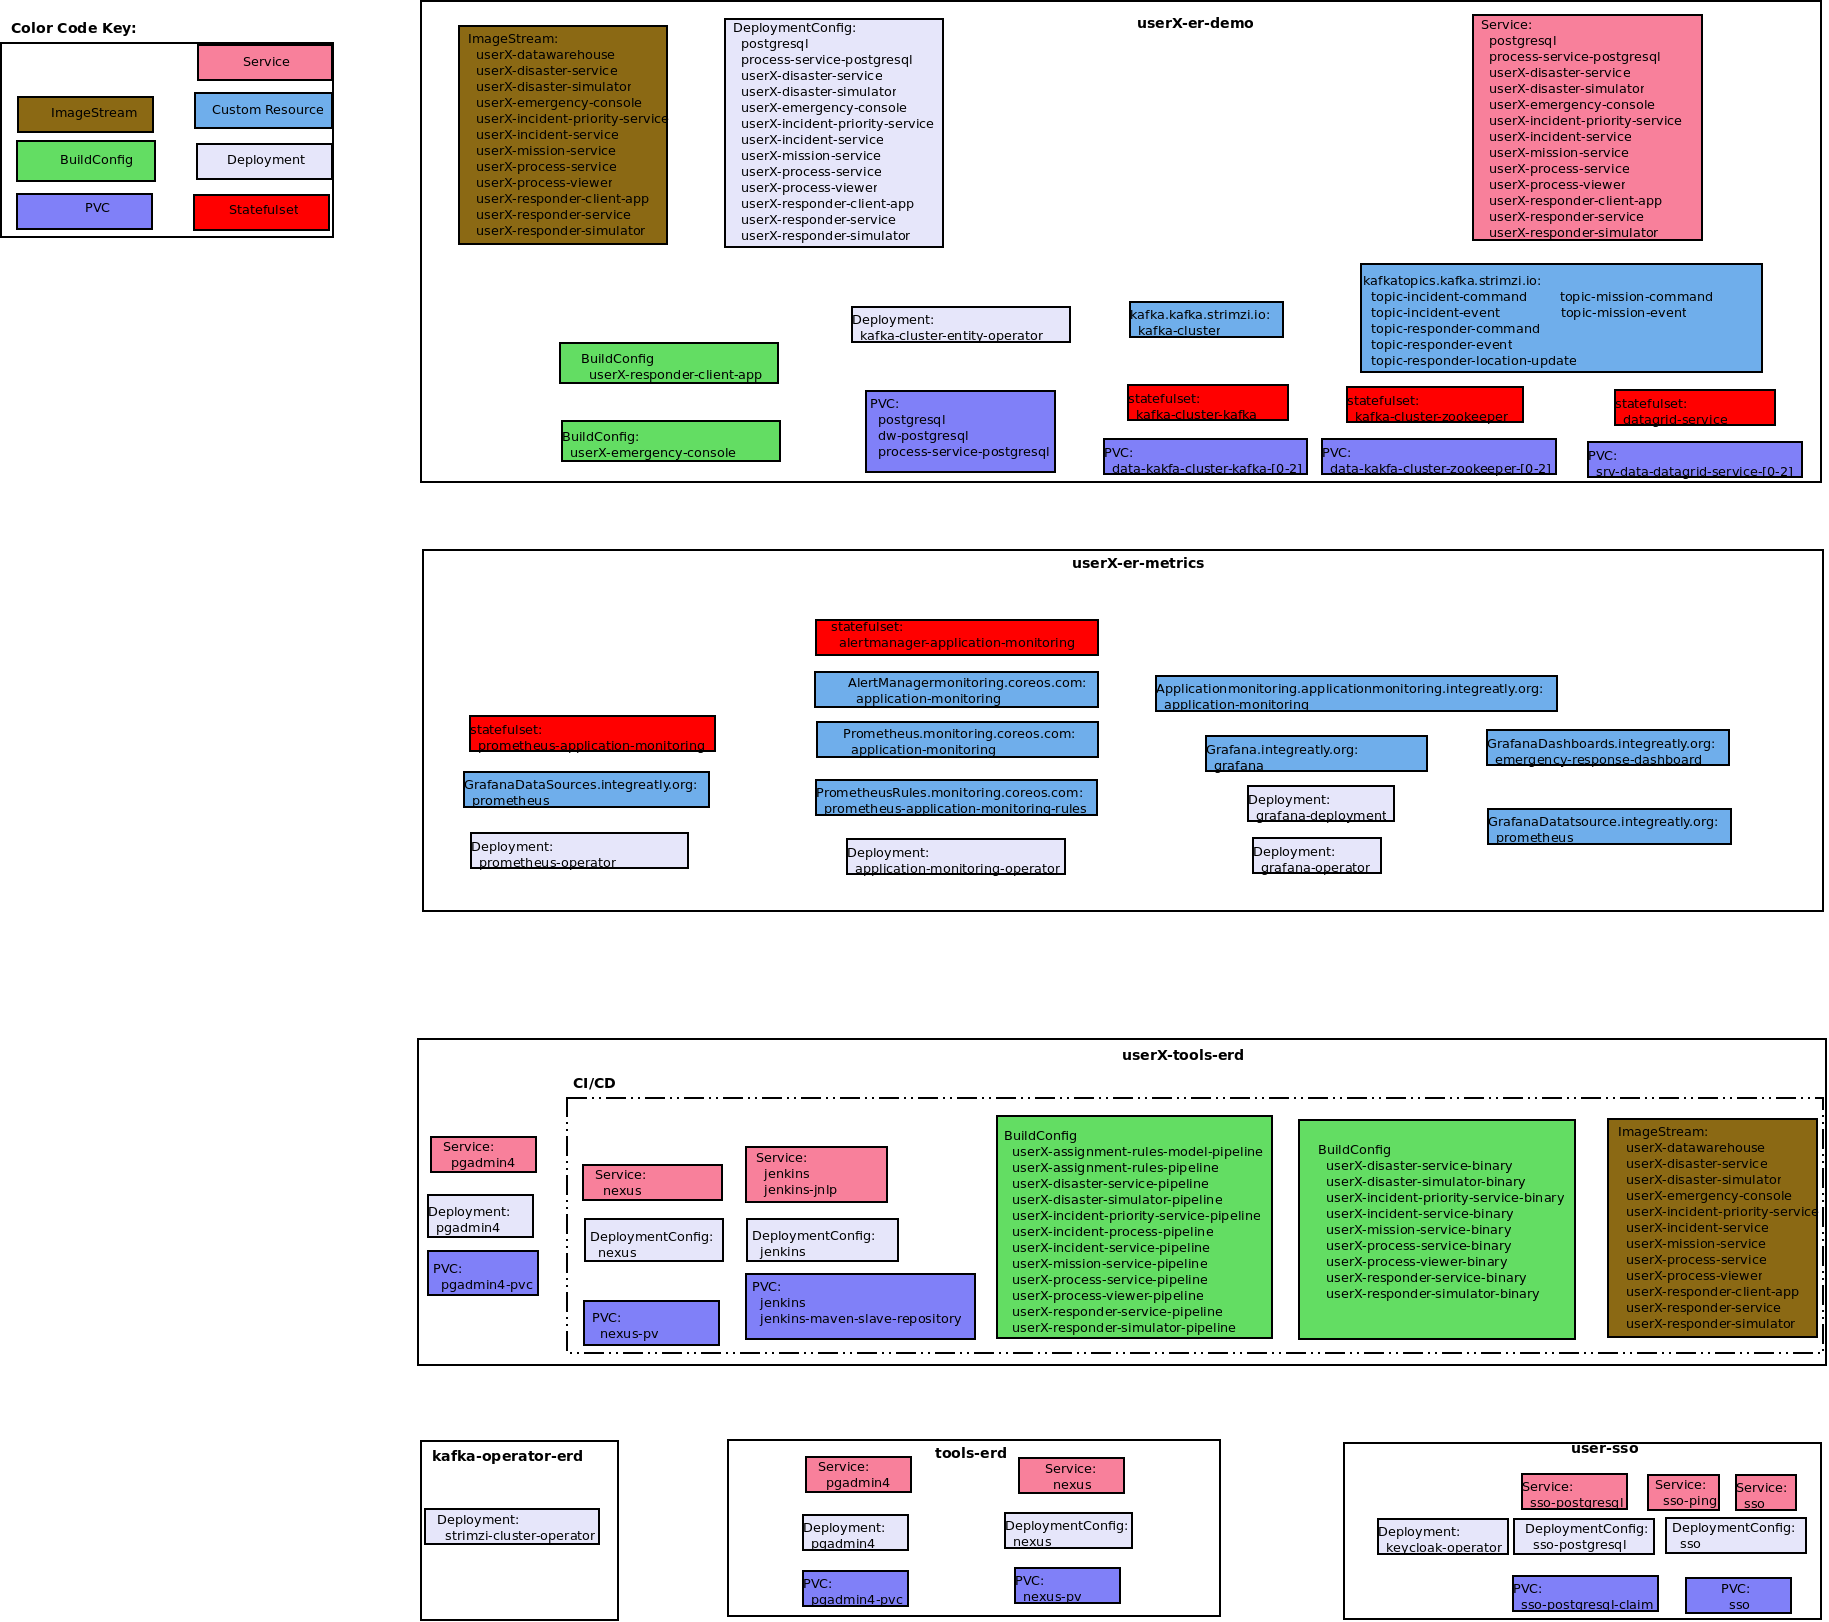 Color Code Key:
Service
ImageStream
Custom Resource
BuildConfig
Deployment
PVC
Statefulset
userX-er-demo
ImageStream:
userX-datawarehouse
userX-disaster-service
userX-disaster-simulator
userX-emergency-console
userX-incident-priority-service
userX-incident-service
userX-mission-service
userX-process-service
userX-process-viewer
userX-responder-client-app
userX-responder-service
userX-responder-simulator
DeploymentConfig:
postgresql
process-service-postgresql
userX-disaster-service
userX-disaster-simulator
userX-emergency-console
userX-incident-priority-service
userX-incident-service
userX-mission-service
userX-process-service
userX-process-viewer
userX-responder-client-app
userX-responder-service
userX-responder-simulator
Service:
postgresql
process-service-postgresql
userX-disaster-service
userX-disaster-simulator
userX-emergency-console
userX-incident-priority-service
userX-incident-service
userX-mission-service
userX-process-service
userX-process-viewer
userX-responder-client-app
userX-responder-service
userX-responder-simulator
BuildConfig
userX-responder-client-app
BuildConfig:
userX-emergency-console
Deployment:
kafka-cluster-entity-operator
PVC:
postgresql
dw-postgresql
process-service-postgresql
kafka.kafka.strimzi.io:
kafka-cluster
kafkatopics.kafka.strimzi.io:
topic-incident-command topic-mission-command
topic-incident-event topic-mission-event
topic-responder-command
topic-responder-event
topic-responder-location-update
statefulset:
kafka-cluster-kafka
statefulset:
kafka-cluster-zookeeper
statefulset:
datagrid-service
PVC:
data-kakfa-cluster-kafka-[0-2]
PVC:
data-kakfa-cluster-zookeeper-[0-2]
PVC:
srv-data-datagrid-service-[0-2]
userX-er-metrics
statefulset:
prometheus-application-monitoring
GrafanaDataSources.integreatly.org:
prometheus
Deployment:
prometheus-operator
statefulset:
alertmanager-application-monitoring
AlertManagermonitoring.coreos.com:
application-monitoring
Prometheus.monitoring.coreos.com:
application-monitoring
PrometheusRules.monitoring.coreos.com:
prometheus-application-monitoring-rules
Deployment:
application-monitoring-operator
Applicationmonitoring.applicationmonitoring.integreatly.org:
application-monitoring
Grafana.integreatly.org:
grafana
Deployment:
grafana-deployment
Deployment:
grafana-operator
GrafanaDashboards.integreatly.org:
emergency-response-dashboard
GrafanaDatatsource.integreatly.org:
prometheus
userX-tools-erd
CI/CD
Service:
pgadmin4
Deployment:
pgadmin4
PVC:
pgadmin4-pvc
Service:
nexus
DeploymentConfig:
nexus
PVC:
nexus-pv
Service:
jenkins
jenkins-jnlp
DeploymentConfig:
jenkins
PVC:
jenkins
jenkins-maven-slave-repository
BuildConfig
userX-assignment-rules-model-pipeline
userX-assignment-rules-pipeline
userX-disaster-service-pipeline
userX-disaster-simulator-pipeline
userX-incident-priority-service-pipeline
userX-incident-process-pipeline
userX-incident-service-pipeline
userX-mission-service-pipeline
userX-process-service-pipeline
userX-process-viewer-pipeline
userX-responder-service-pipeline
userX-responder-simulator-pipeline
BuildConfig
userX-disaster-service-binary
userX-disaster-simulator-binary
userX-incident-priority-service-binary
userX-incident-service-binary
userX-mission-service-binary
userX-process-service-binary
userX-process-viewer-binary
userX-responder-service-binary
userX-responder-simulator-binary
ImageStream:
userX-datawarehouse
userX-disaster-service
userX-disaster-simulator
userX-emergency-console
userX-incident-priority-service
userX-incident-service
userX-mission-service
userX-process-service
userX-process-viewer
userX-responder-client-app
userX-responder-service
userX-responder-simulator
kafka-operator-erd
Deployment:
strimzi-cluster-operator
tools-erd
Service:
pgadmin4
Deployment:
pgadmin4
PVC:
pgadmin4-pvc
Service:
nexus
DeploymentConfig:
nexus
PVC:
nexus-pv
user-sso
Service:
sso-postgresql
Service:
sso-ping
Service:
sso
Deployment:
keycloak-operator
DeploymentConfig:
sso-postgresql
DeploymentConfig:
sso
PVC:
sso-postgresql-claim
PVC:
sso